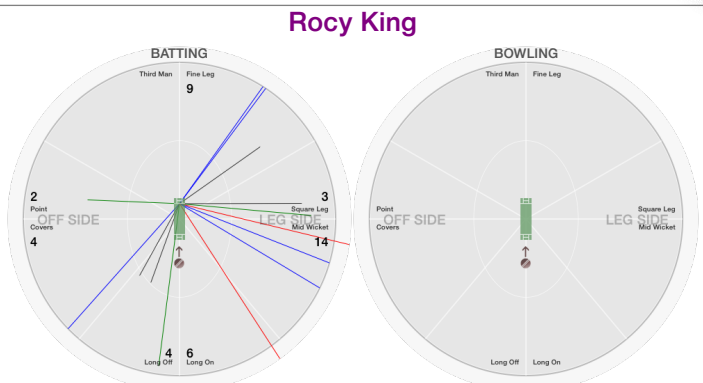 Rocy King
BATTING
Third Man Fine Leg
9
2
Point
OFF SIDE
Covers
4
3
Square Leg
LEG SIDE
Mid Wicket
14
4 6
Long Off Long On
BOWLING
Third Man Fine Leg
Point
OFF SIDE
Covers
Square Leg
LEG SIDE
Mid Wicket
Long Off Long On